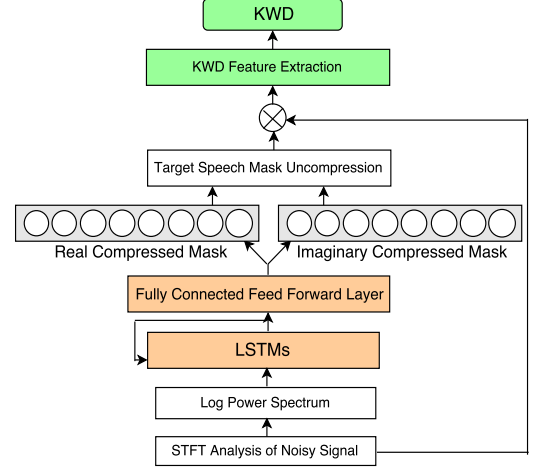 KWD
KWD Feature Extraction
Target Speech Mask Uncompression
Real Compressed Mask
Imaginary Compressed Mask
Fully Connected Feed Forward Layer
LSTMs
Log Power Spectrum
STFT Analysis of Noisy Signal